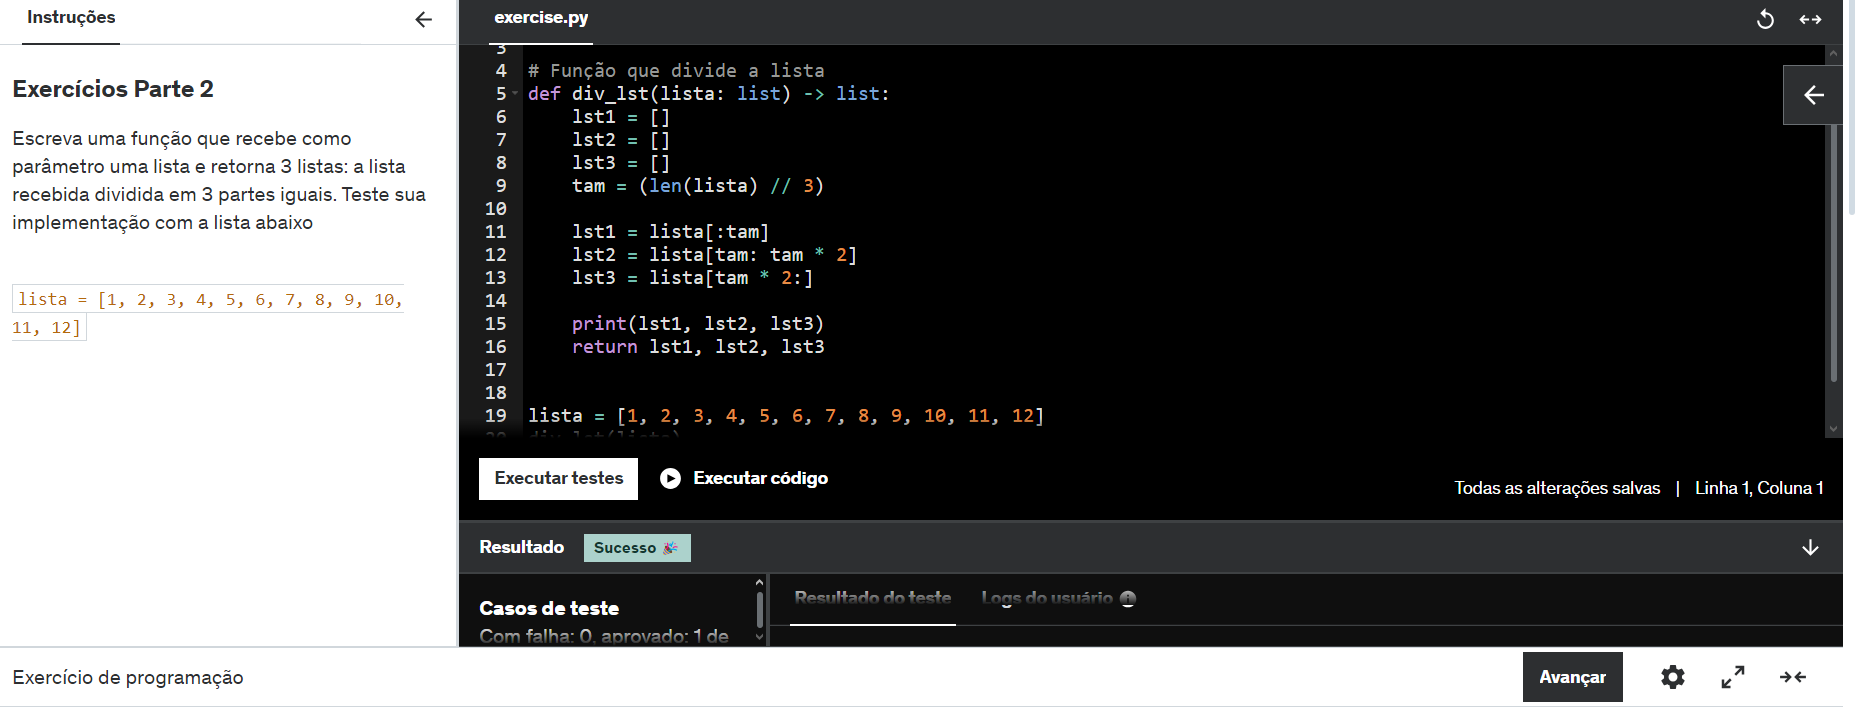 Instruções
Exercícios Parte 2
Escreva uma função que recebe como
parâmetro uma lista e retorna 3 listas: a lista
recebida dividida em 3 partes iguais. Teste sua
implementação com a lista abaixo
lista = [1, 2, 3, 4, 5, 6, 7, 8, 9, 10,
11, 12]
exercise.py
3
4 # Função que divide a lista
5 def div_lst(lista: list) -> list:
6     lst1 = []
7     lst2 = []
8     lst3 = []
9     tam = (len(lista) // 3)
10
11     lst1 = lista[:tam]
12     lst2 = lista[tam: tam * 2]
13     lst3 = lista[tam * 2:]
14
15     print(lst1, lst2, lst3)
16     return lst1, lst2, lst3
17
18
19 lista = [1, 2, 3, 4, 5, 6, 7, 8, 9, 10, 11, 12]
20 div_lst(lista)
Executar testes
Executar código
Todas as alterações salvas | Linha 1, Coluna 1
Resultado
Sucesso
Casos de teste
Com falha: 0, aprovado: 1 de
Resultado do teste
Logs do usuário
Exercício de programação
Avançar